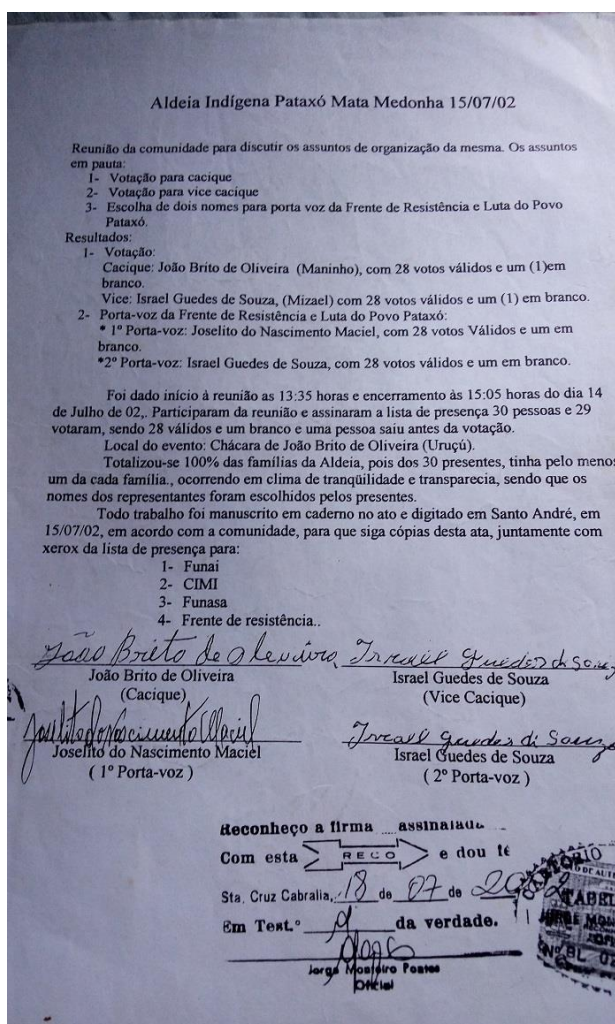 Aldeia Indígena Pataxó Mata Medonha 15/07/02
Reunião da comunidade para discutir os assuntos de organização da mesma. Os assuntos
em pauta:
1- Votação para cacique
2- Votação para vice cacique
3- Escolha de dois nomes para porta voz da Frente de Resistência e Luta do Povo
Pataxó.
Resultados:
1- Votação:
Cacique: João Brito de Oliveira (Maninho), com 28 votos válidos e um (1)em
branco.
Vice: Israel Guedes de Souza, (Mizael) com 28 votos válidos e um (1) em branco.
2- Porta-voz da Frente de Resistência e Luta do Povo Pataxó:
* 1º Porta-voz: Joselito do Nascimento Maciel, com 28 votos Válidos e um em
branco.
*2º Porta-voz: Israel Guedes de Souza, com 28 votos válidos e um em branco.
Foi dado início à reunião as 13:35 horas e encerramento às 15:05 horas do dia 14
de Julho de 02,. Participaram da reunião e assinaram a lista de presença 30 pessoas e 29
votaram, sendo 28 válidos e um branco e uma pessoa saiu antes da votação.
Local do evento: Chácara de João Brito de Oliveira (Uruçú).
Totalizou-se 100% das famílias da Aldeia, pois dos 30 presentes, tinha pelo menos
um da cada família., ocorrendo em clima de tranqüilidade e transparecia, sendo que os
nomes dos representantes foram escolhidos pelos presentes.
Todo trabalho foi manuscrito em caderno no ato e digitado em Santo André, em
15/07/02, em acordo com a comunidade, para que siga cópias desta ata, juntamente com
xerox da lista de presença para:
1- Funai
2- CIMI
3- Funasa
4- Frente de resistência..
João Brito de Oleivira Israell Guedes di Souz
João Brito de Oliveira Israel Guedes de Souza
(Cacique) (Vice Cacique)
Joselito do Nascimento Maciel Israell Guedes di Souza
Joselito do Nascimento Maciel Israel Guedes de Souza
( 1º Porta-voz ) ( 2º Porta-voz )
Reconheço a firma assinalada
Com esta RECO e dou fé
Sta. Cruz Cabralia, 18 de 07 de 2002
Em Test.º da verdade.
Jorge Monteiro Pontes
Oficial
TABEL
JORGE MON
Nº BL 02